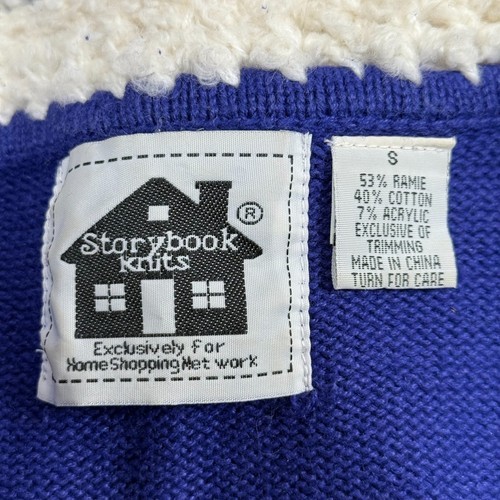 Storybook
knits
®
Exclusively for
Home Shopping Net work
S
53% RAMIE
40% COTTON
7% ACRYLIC
EXCLUSIVE OF
TRIMMING
MADE IN CHINA
TURN FOR CARE